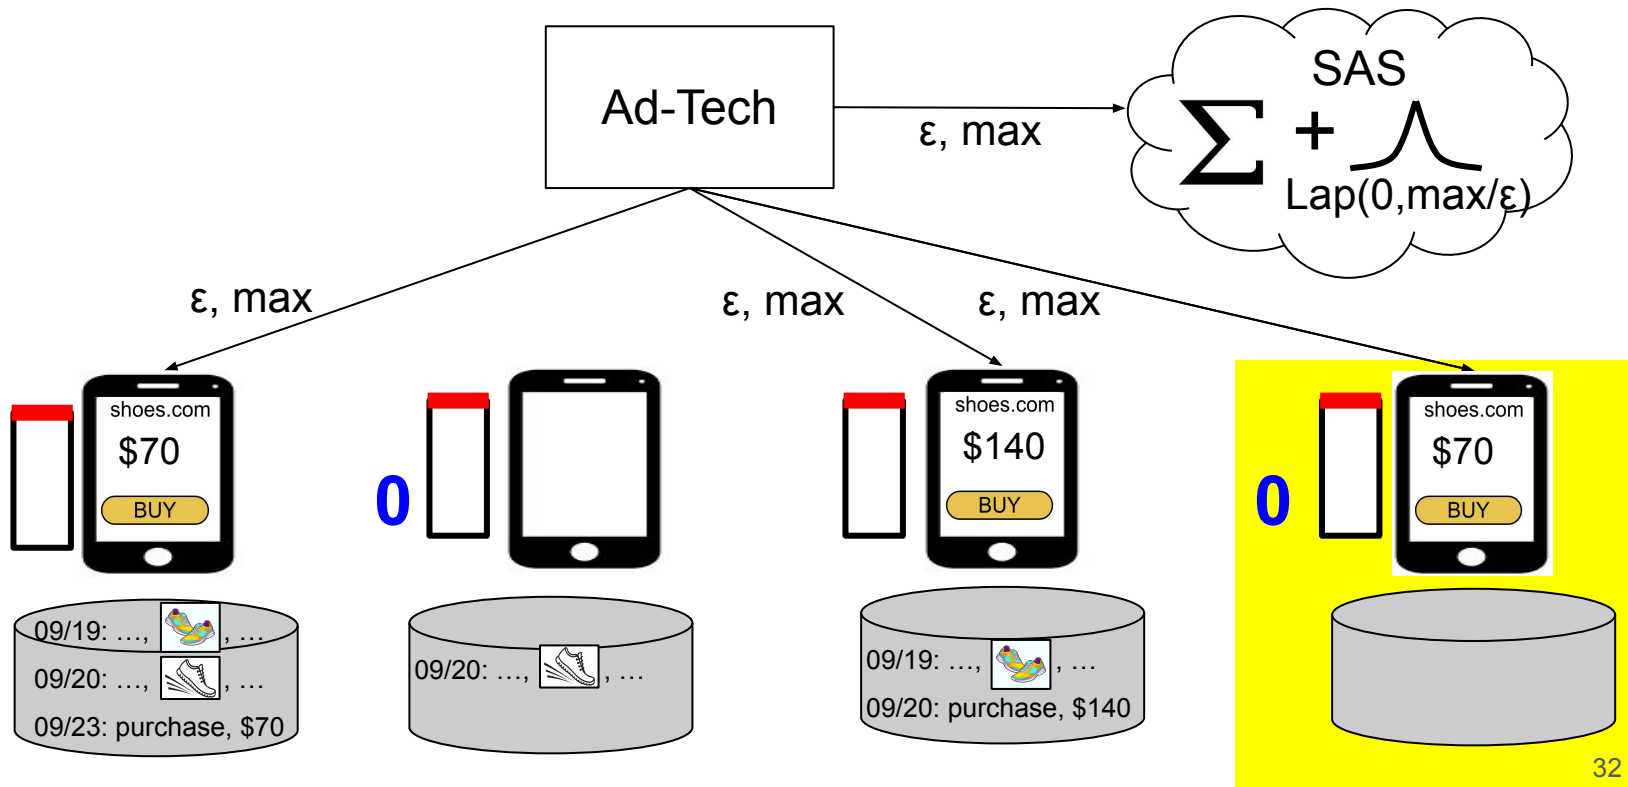 Ad-Tech
SAS
Σ +
Lap(0,max/ε)
ε, max
ε, max
ε, max
ε, max
shoes.com
$70
BUY
0
shoes.com
$140
BUY
0
shoes.com
$70
BUY
09/19: …, , …
09/20: …, , …
09/23: purchase, $70
09/20: …, , …
09/19: …, , …
09/20: purchase, $140
32